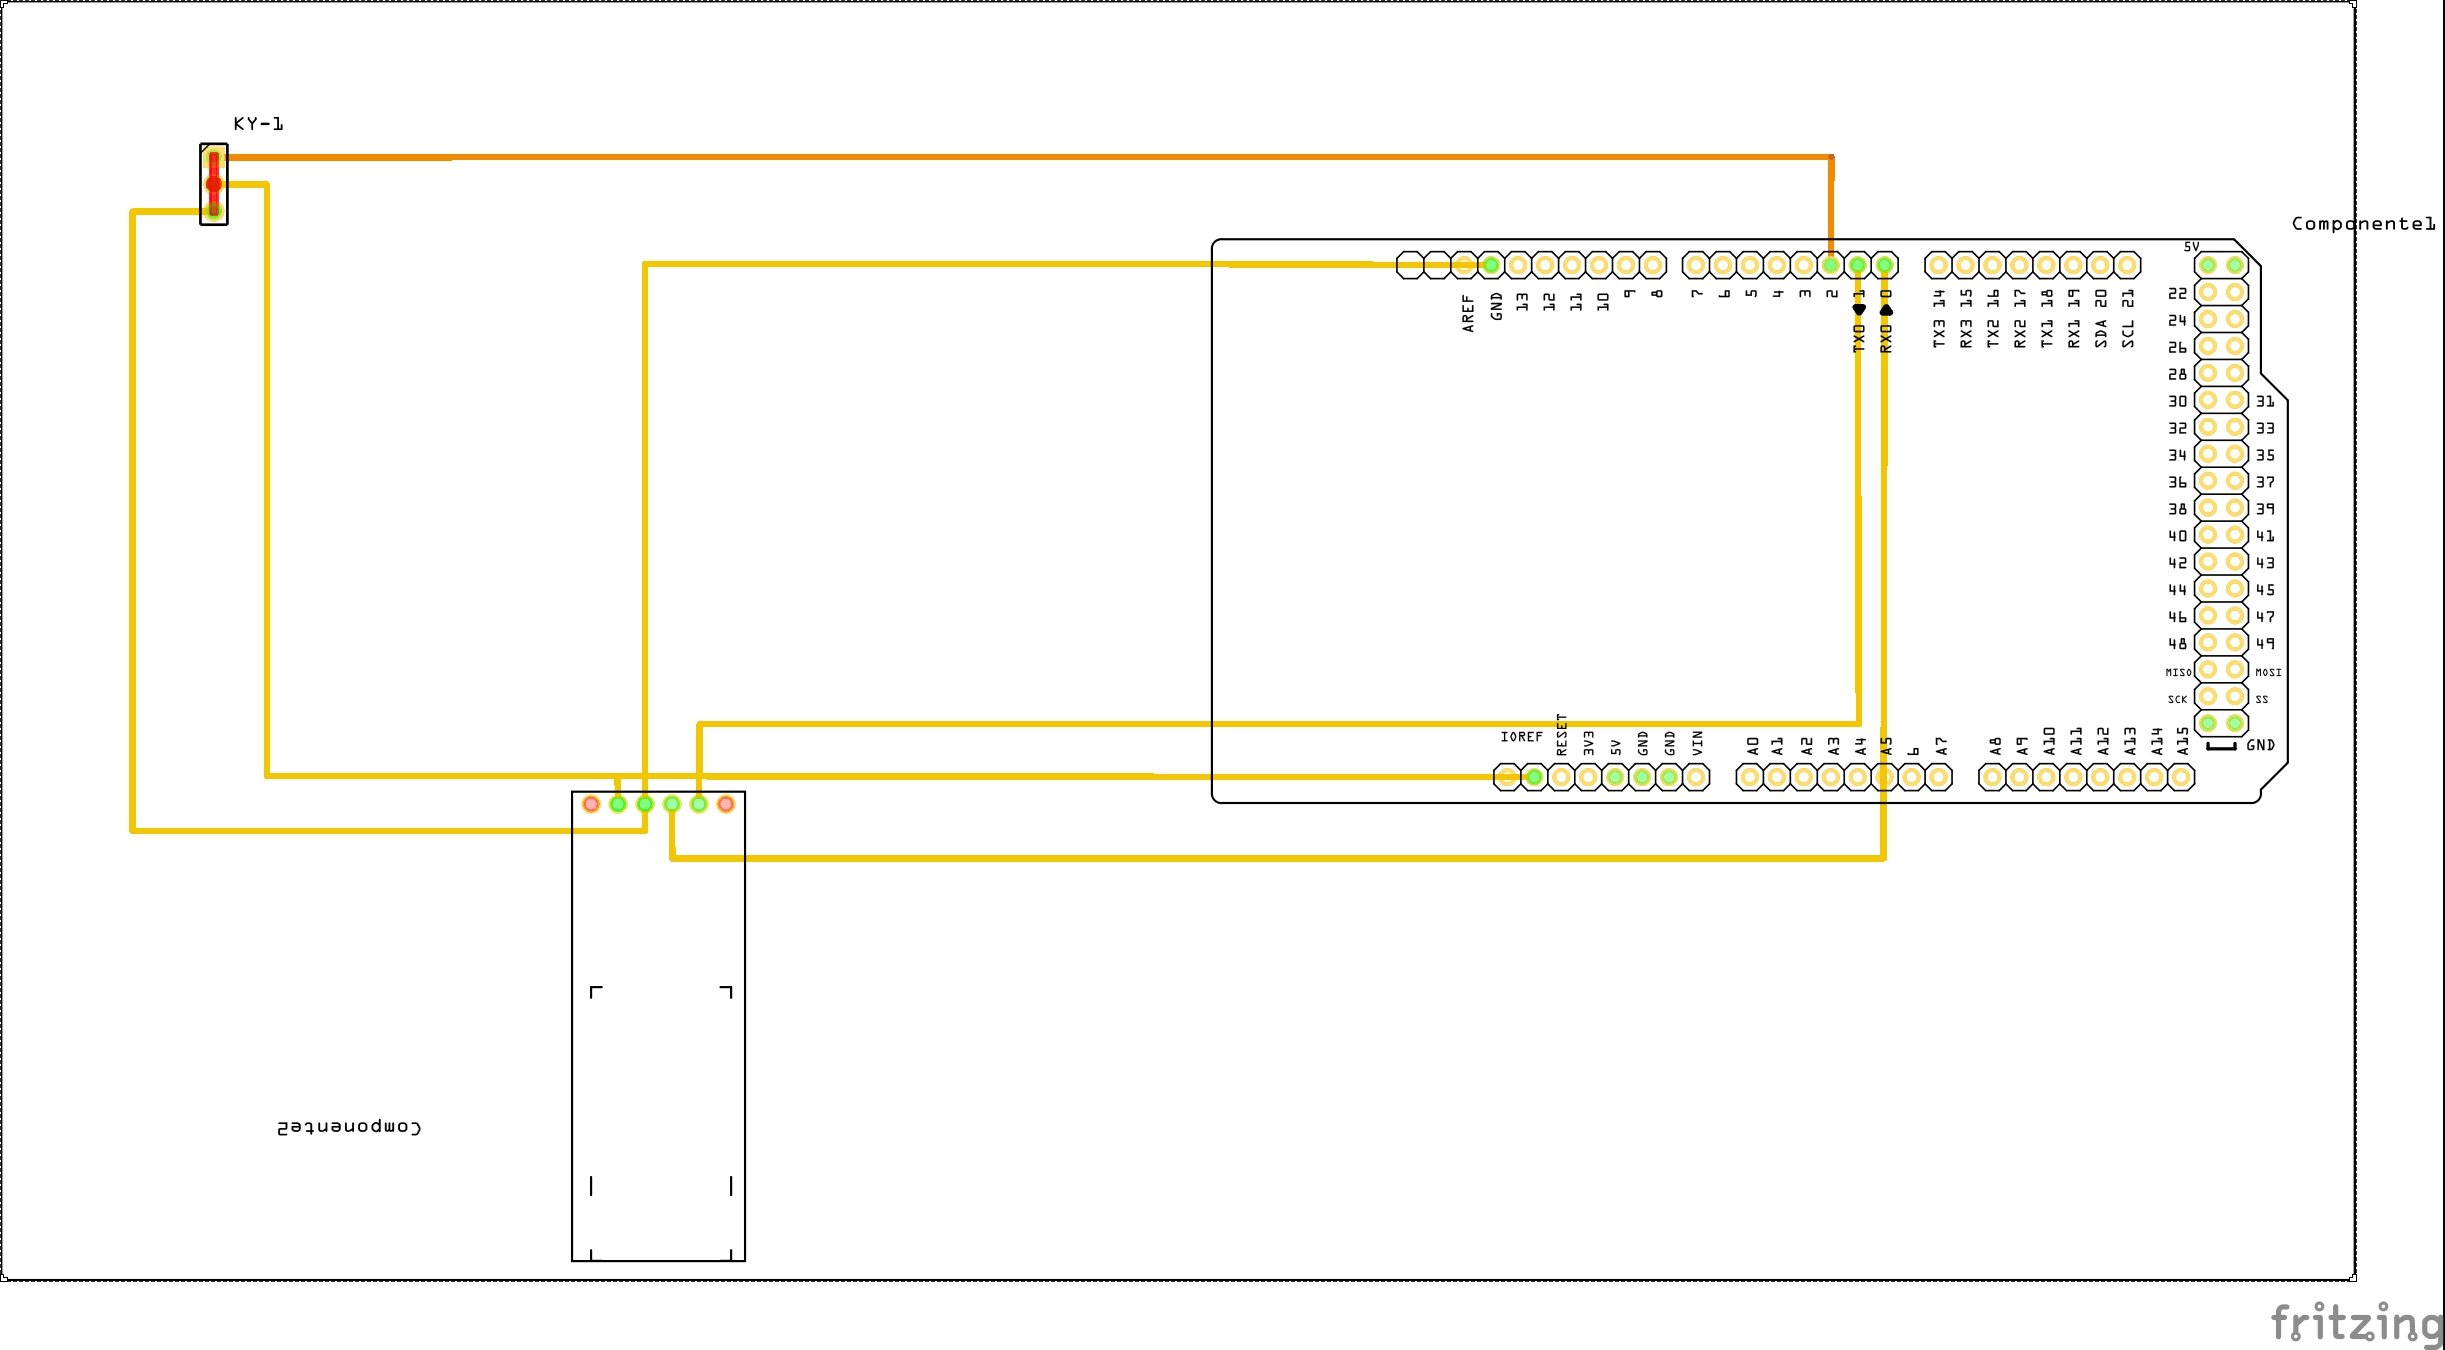 KY-1
Componente1
5V
AREF
GND
13
12
11
10
9
8
7
6
5
4
3
2
1
0
TX0
RX0
TX3 14
RX3 15
TX2 16
RX2 17
TX1 18
RX1 19
SDA 20
SCL 21
22
24
26
28
30 31
32 33
34 35
36 37
38 39
40 41
42 43
44 45
46 47
48 49
MISO MOSI
SCK SS
GND
IOREF
RESET
3V3
5V
GND
GND
VIN
A0
A1
A2
A3
A4
A5
6
A7
A8
A9
A10
A11
A12
A13
A14
A15
Componente2
fritzing